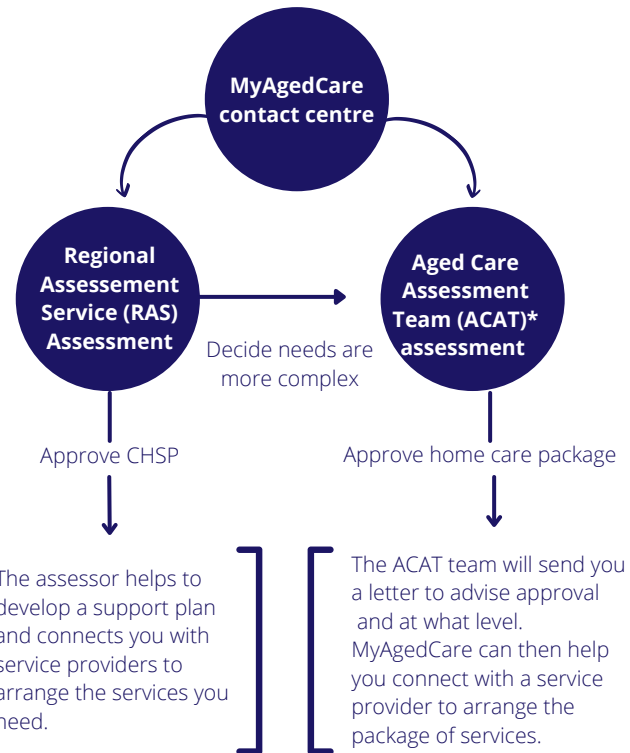 MyAgedCare
contact centre
Regional
Assessement
Service (RAS)
Assessment
Aged Care
Assessment
Team (ACAT)*
assessment
Decide needs are
more complex
Approve CHSP
Approve home care package
The assessor helps to
develop a support plan
and connects you with
service providers to
arrange the services you
need.
The ACAT team will send you
a letter to advise approval
and at what level.
MyAgedCare can then help
you connect with a service
provider to arrange the
package of services.